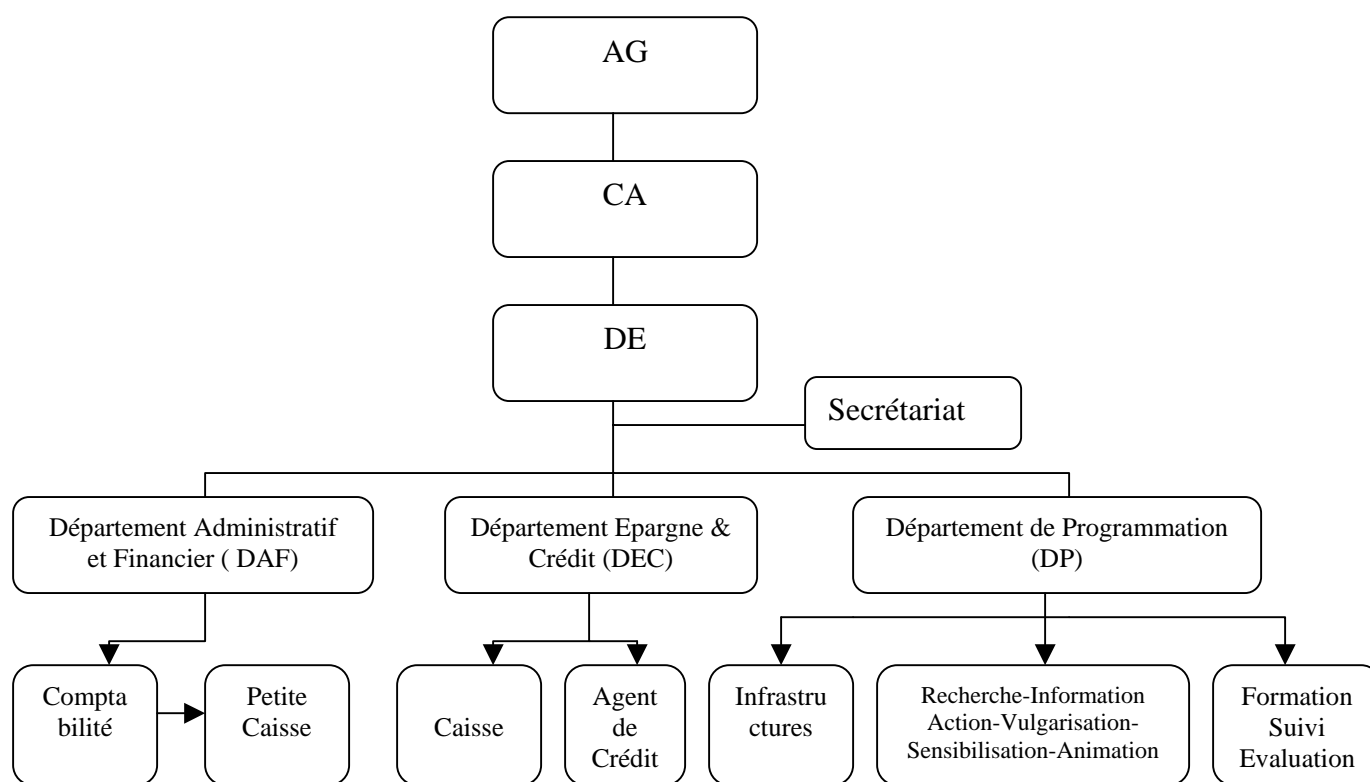 AG
CA
DE
Secrétariat
Département Administratif
et Financier ( DAF)
Département Epargne &
Crédit (DEC)
Département de Programmation
(DP)
Compta
bilité
Petite
Caisse
Caisse
Agent
de
Crédit
Infrastru
ctures
Recherche-Information
Action-Vulgarisation-
Sensibilisation-Animation
Formation
Suivi
Evaluation